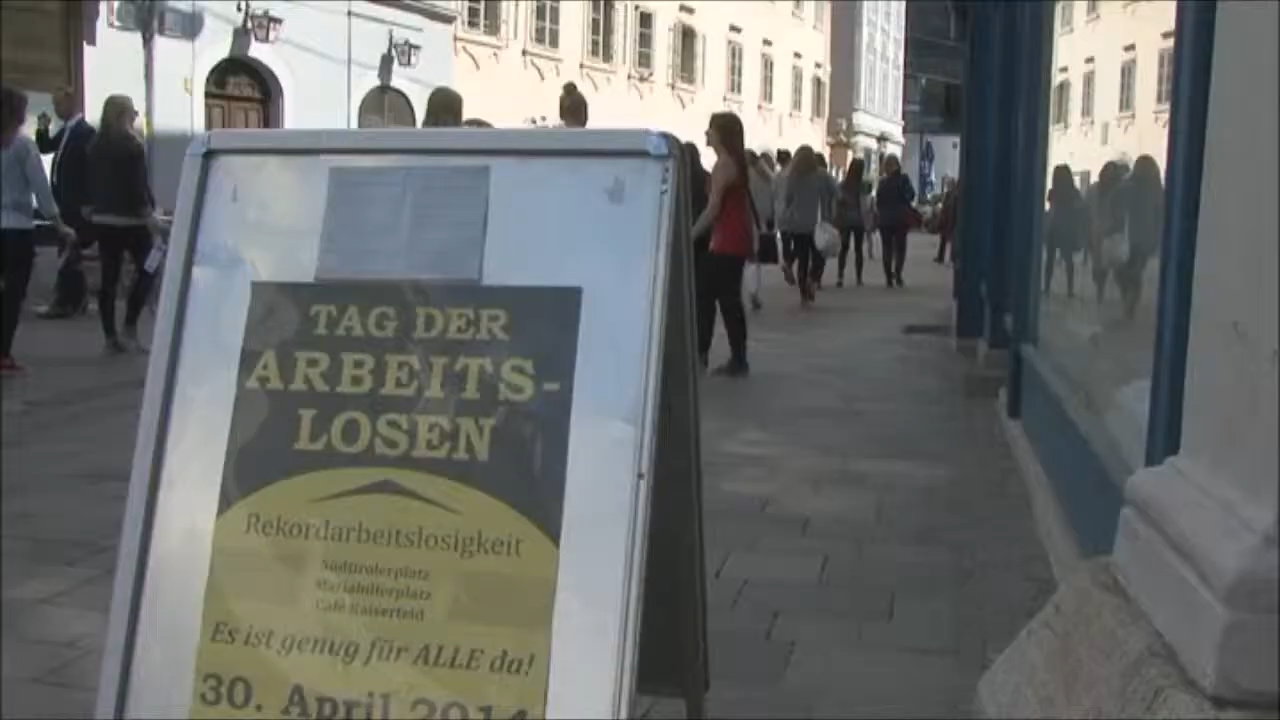 TAG DER
ARBEITS-
LOSEN
Rekordarbeitslosigkeit
Südtirolerplatz
Mariahilferplatz
Café Kaiserfeld
Es ist genug für ALLE da!
30. April 2014